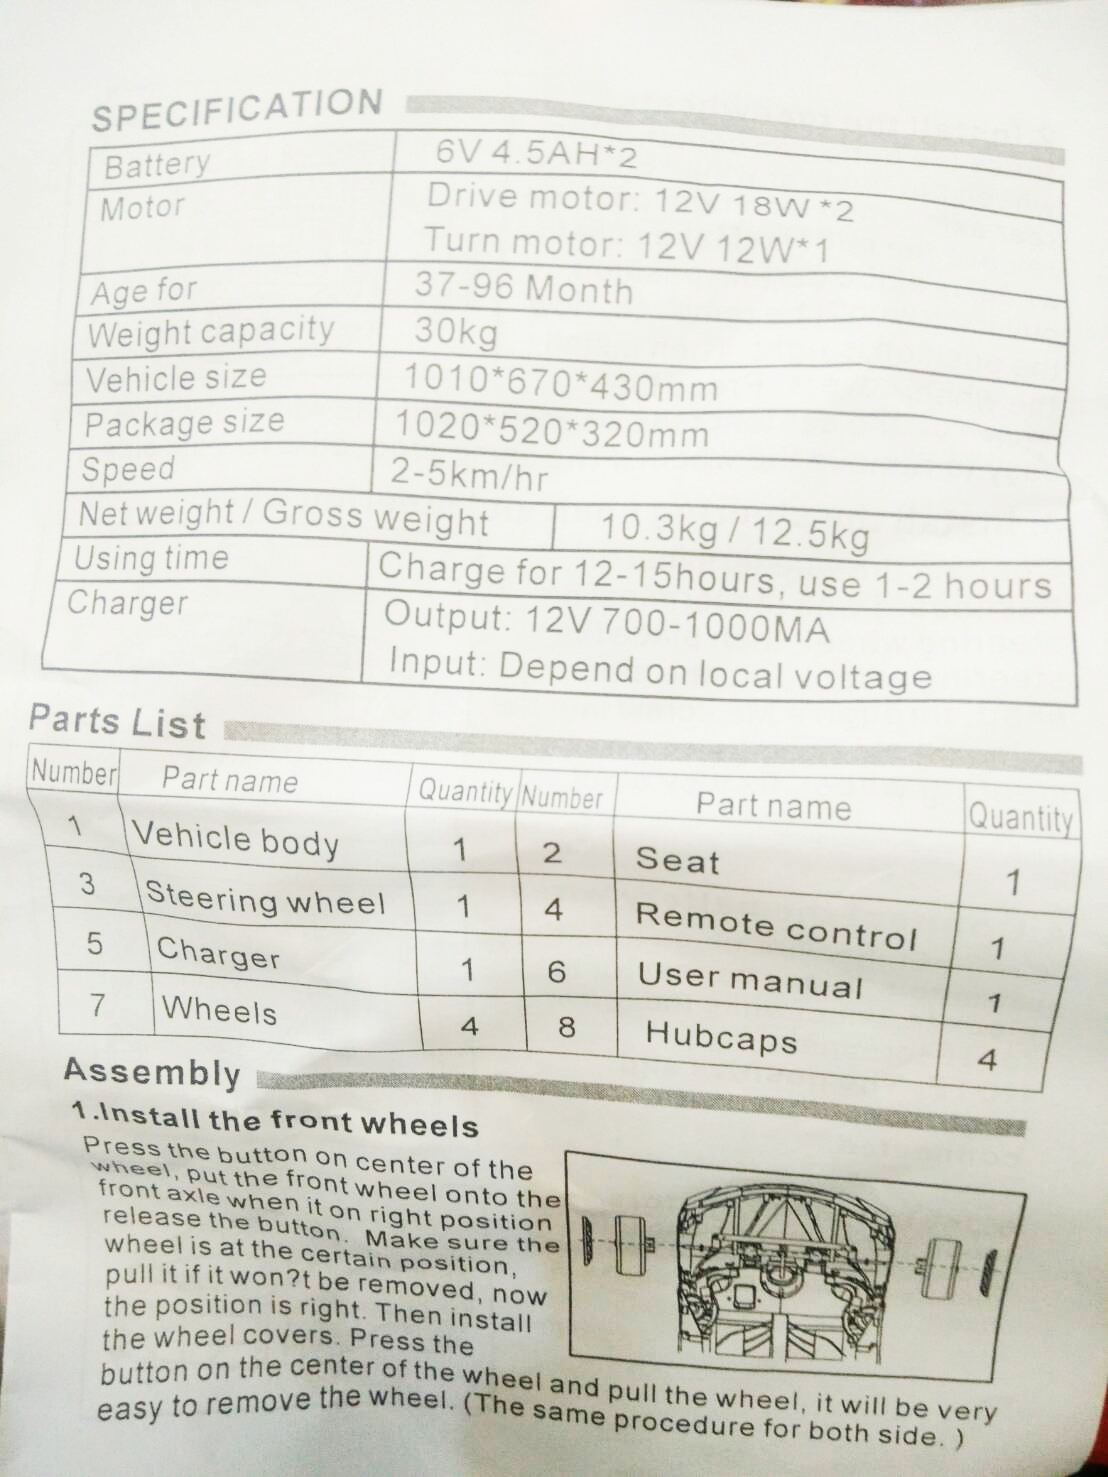 SPECIFICATION
Battery 6V 4.5AH*2
Motor Drive motor: 12V 18W *2
Turn motor: 12V 12W*1
Age for 37-96 Month
Weight capacity 30kg
Vehicle size 1010*670*430mm
Package size 1020*520*320mm
Speed 2-5km/hr
Net weight / Gross weight 10.3kg / 12.5kg
Using time Charge for 12-15hours, use 1-2 hours
Charger Output: 12V 700-1000MA
Input: Depend on local voltage
Parts List
Number Part name Quantity Number Part name Quantity
1 Vehicle body 1 2 Seat 1
3 Steering wheel 1 4 Remote control 1
5 Charger 1 6 User manual 1
7 Wheels 4 8 Hubcaps 4
Assembly
1.Install the front wheels
Press the button on center of the
wheel, put the front wheel onto the
front axle when it on right position
release the button. Make sure the
wheel is at the certain position,
pull it if it won?t be removed, now
the position is right. Then install
the wheel covers. Press the
button on the center of the wheel and pull the wheel, it will be very
easy to remove the wheel. (The same procedure for both side. )